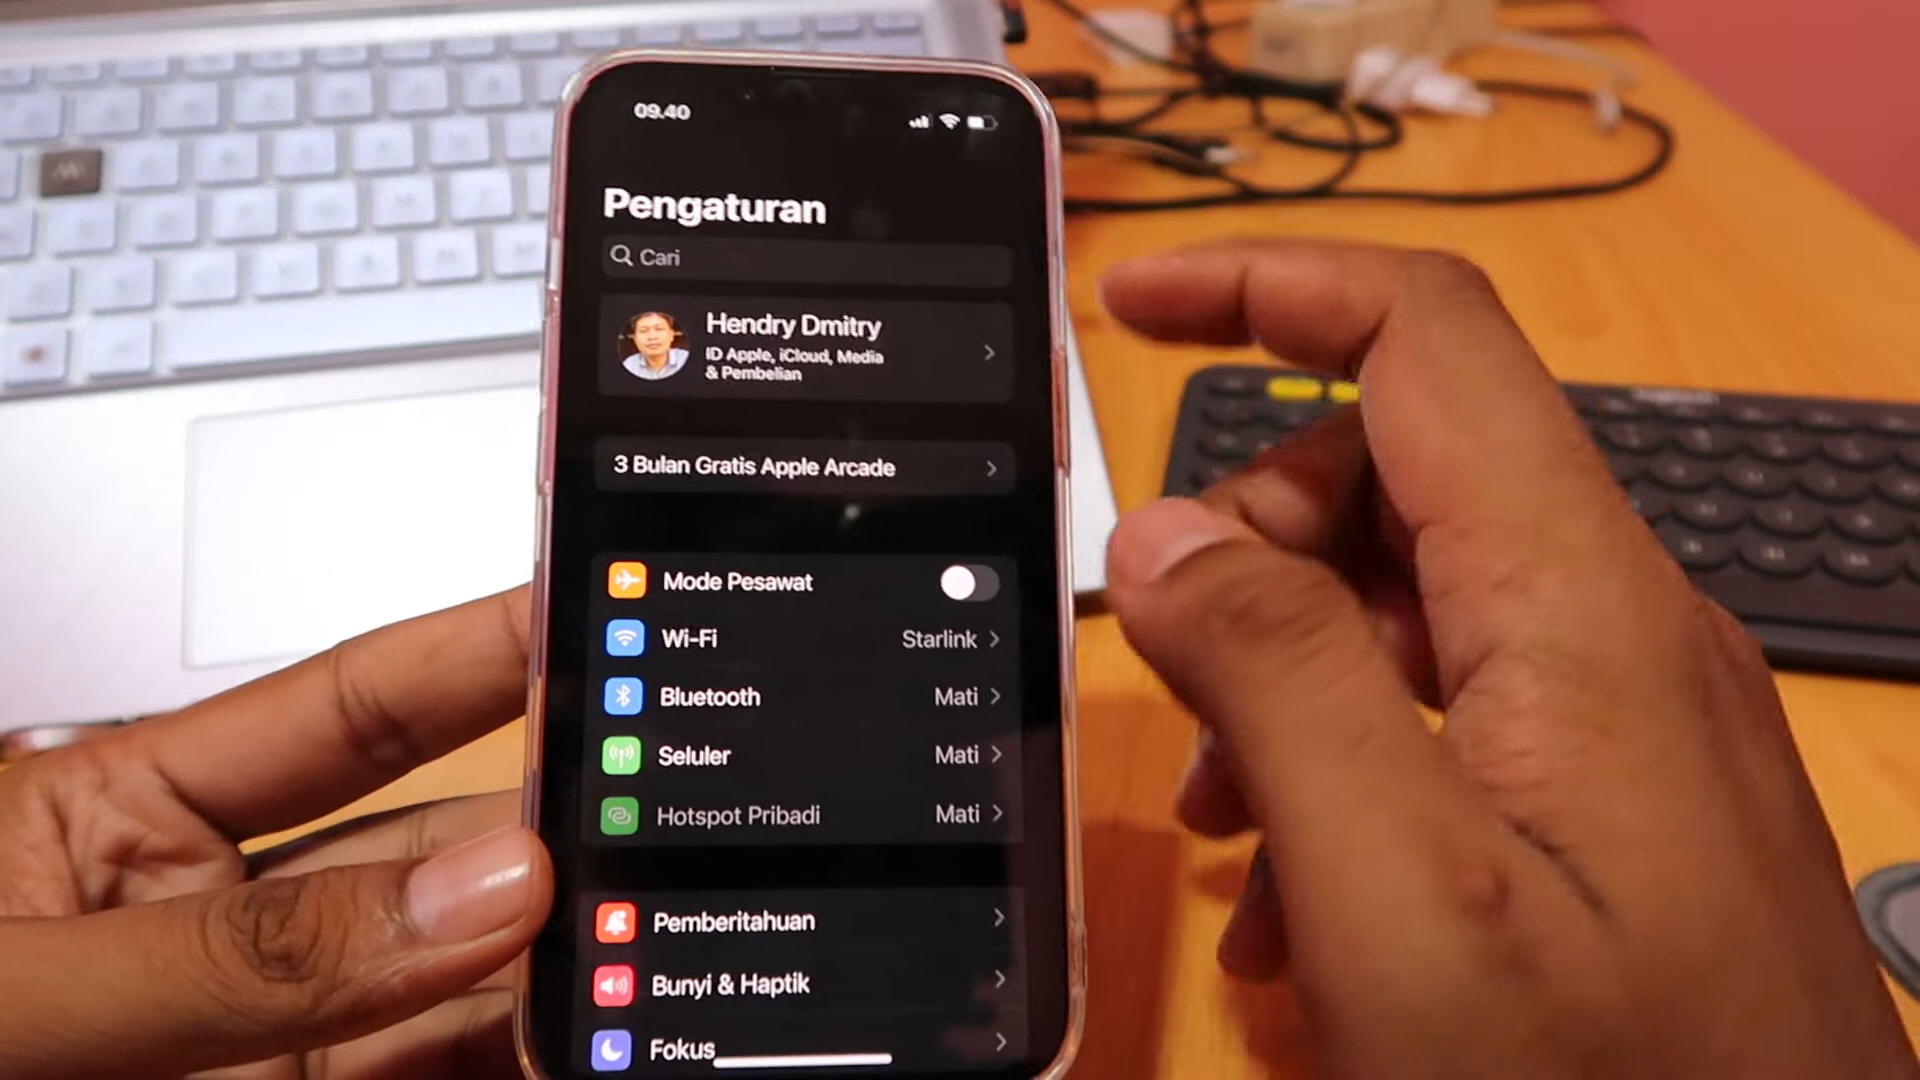 09.40
Pengaturan
Cari
Hendry Dmitry
ID Apple, iCloud, Media
& Pembelian
3 Bulan Gratis Apple Arcade
Mode Pesawat
Wi-Fi Starlink
Bluetooth Mati
Seluler Mati
Hotspot Pribadi Mati
Pemberitahuan
Bunyi & Haptik
Fokus